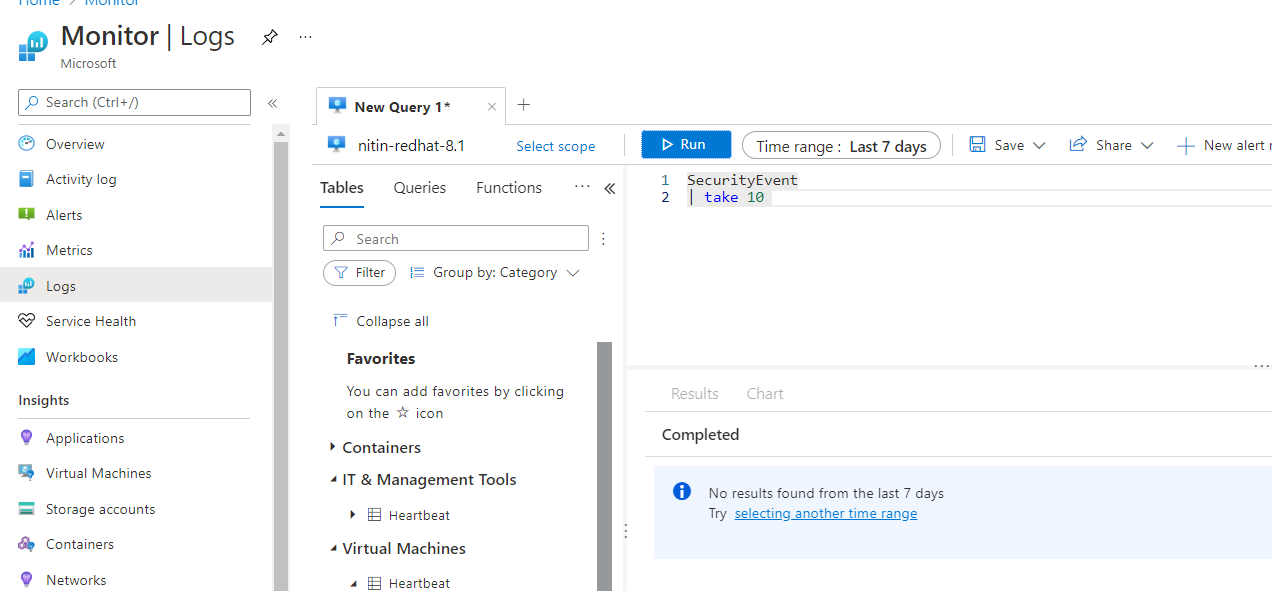 Home > Monitor
Monitor | Logs
...
Microsoft
Search (Ctrl+/)
«
Overview
Activity log
Alerts
Metrics
Logs
Service Health
Workbooks
Insights
Applications
Virtual Machines
Storage accounts
Containers
Networks
New Query 1*
×
+
nitin-redhat-8.1
Select scope
Run
Time range : Last 7 days
Save
Share
New alert
Tables
Queries
Functions
...
«
Search
Filter
Group by: Category
Collapse all
Favorites
You can add favorites by clicking
on the ☆ icon
Containers
IT & Management Tools
Heartbeat
Virtual Machines
Heartbeat
1 SecurityEvent
2 | take 10
...
Results
Chart
Completed
No results found from the last 7 days
Try selecting another time range